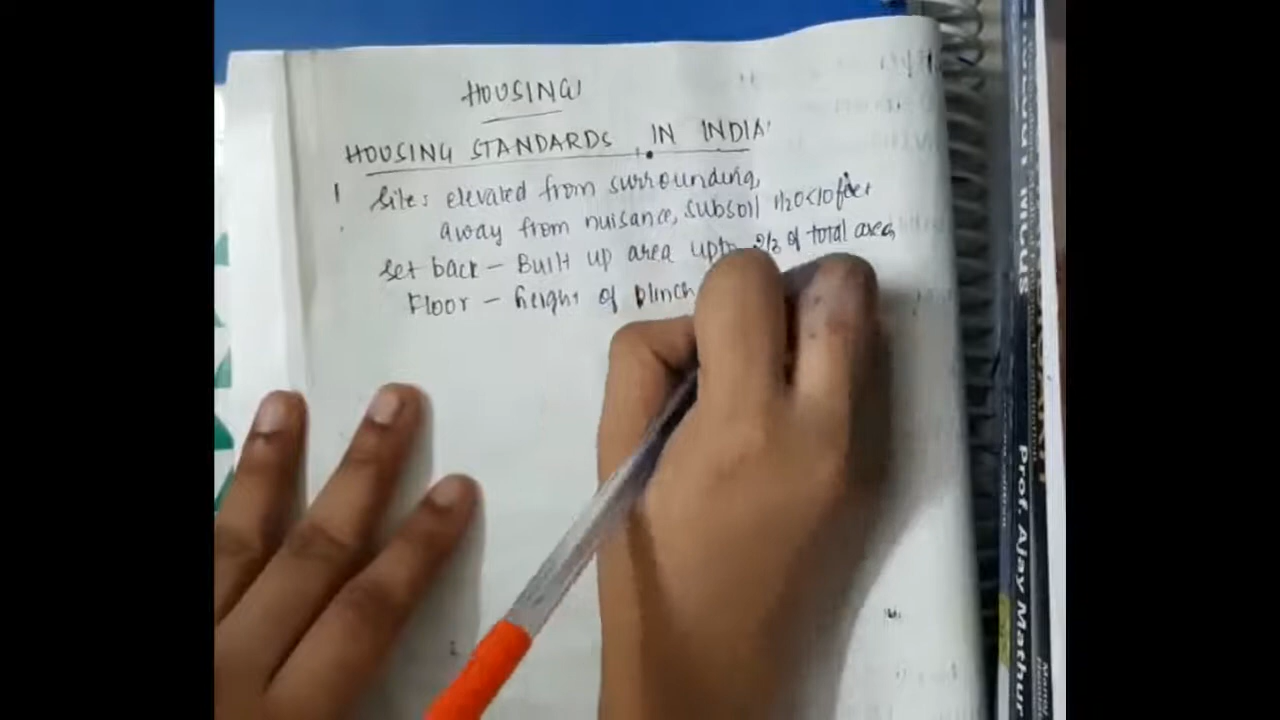 HOUSING
HOUSING STANDARDS IN INDIA
1 Site: elevated from surrounding,
away from nuisance, subsoil H2O<10 feet
Set back - Built up area upto 2/3 of total area,
Floor - height of plinch
Prof. Ajay Mathur